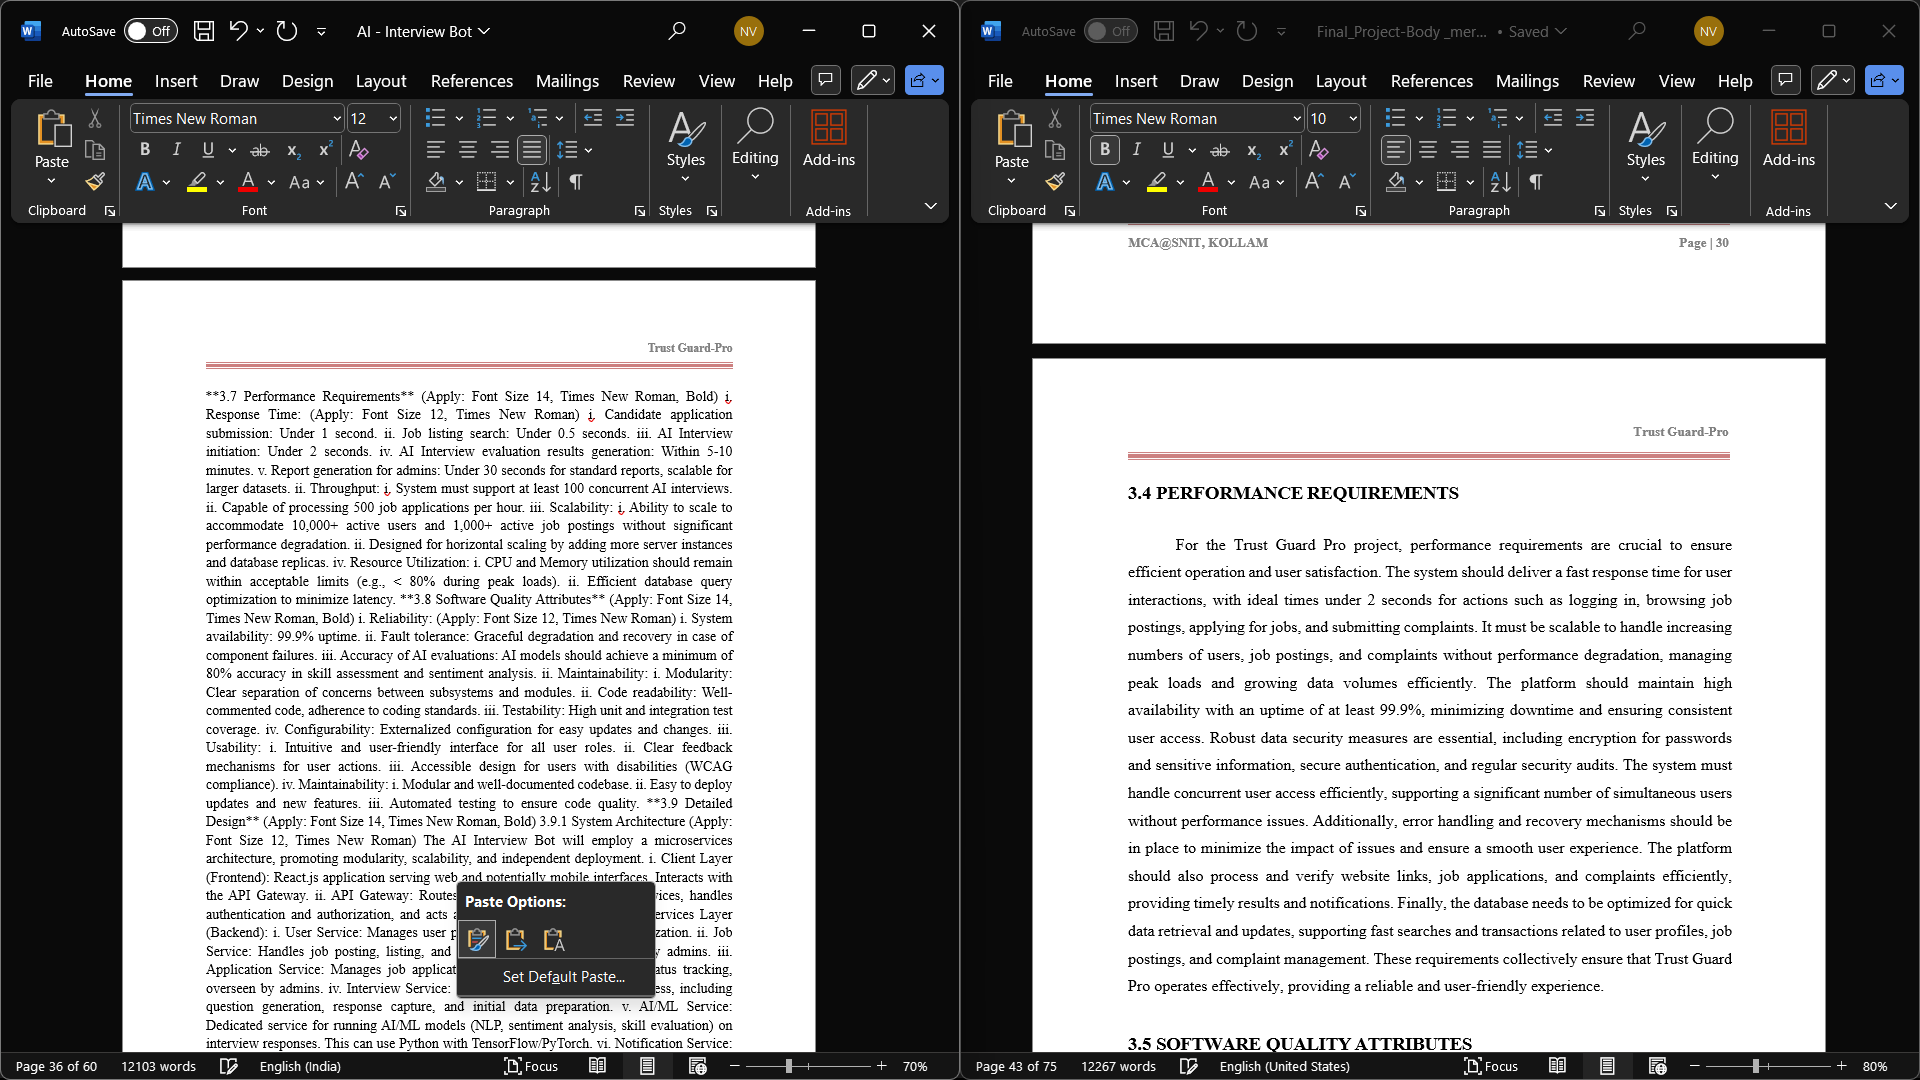 AutoSave Off AI - Interview Bot NV
File Home Insert Draw Design Layout References Mailings Review View Help
Times New Roman 12
Paste
B I U ab x₂ x² A
A A Aa A A
Styles Editing Add-ins
Clipboard Font Paragraph Styles Add-ins
Trust Guard-Pro
**3.7 Performance Requirements** (Apply: Font Size 14, Times New Roman, Bold) i.
Response Time: (Apply: Font Size 12, Times New Roman) i. Candidate application
submission: Under 1 second. ii. Job listing search: Under 0.5 seconds. iii. AI Interview
initiation: Under 2 seconds. iv. AI Interview evaluation results generation: Within 5-10
minutes. v. Report generation for admins: Under 30 seconds for standard reports, scalable for
larger datasets. ii. Throughput: i. System must support at least 100 concurrent AI interviews.
ii. Capable of processing 500 job applications per hour. iii. Scalability: i. Ability to scale to
accommodate 10,000+ active users and 1,000+ active job postings without significant
performance degradation. ii. Designed for horizontal scaling by adding more server instances
and database replicas. iv. Resource Utilization: i. CPU and Memory utilization should remain
within acceptable limits (e.g., < 80% during peak loads). ii. Efficient database query
optimization to minimize latency. **3.8 Software Quality Attributes** (Apply: Font Size 14,
Times New Roman, Bold) i. Reliability: (Apply: Font Size 12, Times New Roman) i. System
availability: 99.9% uptime. ii. Fault tolerance: Graceful degradation and recovery in case of
component failures. iii. Accuracy of AI evaluations: AI models should achieve a minimum of
80% accuracy in skill assessment and sentiment analysis. ii. Maintainability: i. Modularity:
Clear separation of concerns between subsystems and modules. ii. Code readability: Well-
commented code, adherence to coding standards. iii. Testability: High unit and integration test
coverage. iv. Configurability: Externalized configuration for easy updates and changes. iii.
Usability: i. Intuitive and user-friendly interface for all user roles. ii. Clear feedback
mechanisms for user actions. iii. Accessible design for users with disabilities (WCAG
compliance). iv. Maintainability: i. Modular and well-documented codebase. ii. Easy to deploy
updates and new features. iii. Automated testing to ensure code quality. **3.9 Detailed
Design** (Apply: Font Size 14, Times New Roman, Bold) 3.9.1 System Architecture (Apply:
Font Size 12, Times New Roman) The AI Interview Bot will employ a microservices
architecture, promoting modularity, scalability, and independent deployment. i. Client Layer
(Frontend): React.js application serving web and potentially mobile interfaces. Interacts with
the API Gateway. ii. API Gateway: Routes vices, handles
authentication and authorization, and acts a ervices Layer
(Backend): i. User Service: Manages user p zation. ii. Job
Service: Handles job posting, listing, and y admins. iii.
Application Service: Manages job applicat atus tracking,
overseen by admins. iv. Interview Service: ess, including
question generation, response capture, and initial data preparation. v. AI/ML Service:
Dedicated service for running AI/ML models (NLP, sentiment analysis, skill evaluation) on
interview responses. This can use Python with TensorFlow/PyTorch. vi. Notification Service:
Paste Options:
Set Default Paste...
Page 36 of 60 12103 words English (India) Focus 70%
AutoSave Off Final_Project-Body _mer... • Saved NV
File Home Insert Draw Design Layout References Mailings Review View Help
Times New Roman 10
Paste
B I U ab x₂ x² A
A A Aa A A
Styles Editing Add-ins
Clipboard Font Paragraph Styles Add-ins
MCA@SNIT, KOLLAM Page | 30
Trust Guard-Pro
3.4 PERFORMANCE REQUIREMENTS
For the Trust Guard Pro project, performance requirements are crucial to ensure
efficient operation and user satisfaction. The system should deliver a fast response time for user
interactions, with ideal times under 2 seconds for actions such as logging in, browsing job
postings, applying for jobs, and submitting complaints. It must be scalable to handle increasing
numbers of users, job postings, and complaints without performance degradation, managing
peak loads and growing data volumes efficiently. The platform should maintain high
availability with an uptime of at least 99.9%, minimizing downtime and ensuring consistent
user access. Robust data security measures are essential, including encryption for passwords
and sensitive information, secure authentication, and regular security audits. The system must
handle concurrent user access efficiently, supporting a significant number of simultaneous users
without performance issues. Additionally, error handling and recovery mechanisms should be
in place to minimize the impact of issues and ensure a smooth user experience. The platform
should also process and verify website links, job applications, and complaints efficiently,
providing timely results and notifications. Finally, the database needs to be optimized for quick
data retrieval and updates, supporting fast searches and transactions related to user profiles, job
postings, and complaint management. These requirements collectively ensure that Trust Guard
Pro operates effectively, providing a reliable and user-friendly experience.
3.5 SOFTWARE QUALITY ATTRIBUTES
Page 43 of 75 12267 words English (United States) Focus 80%